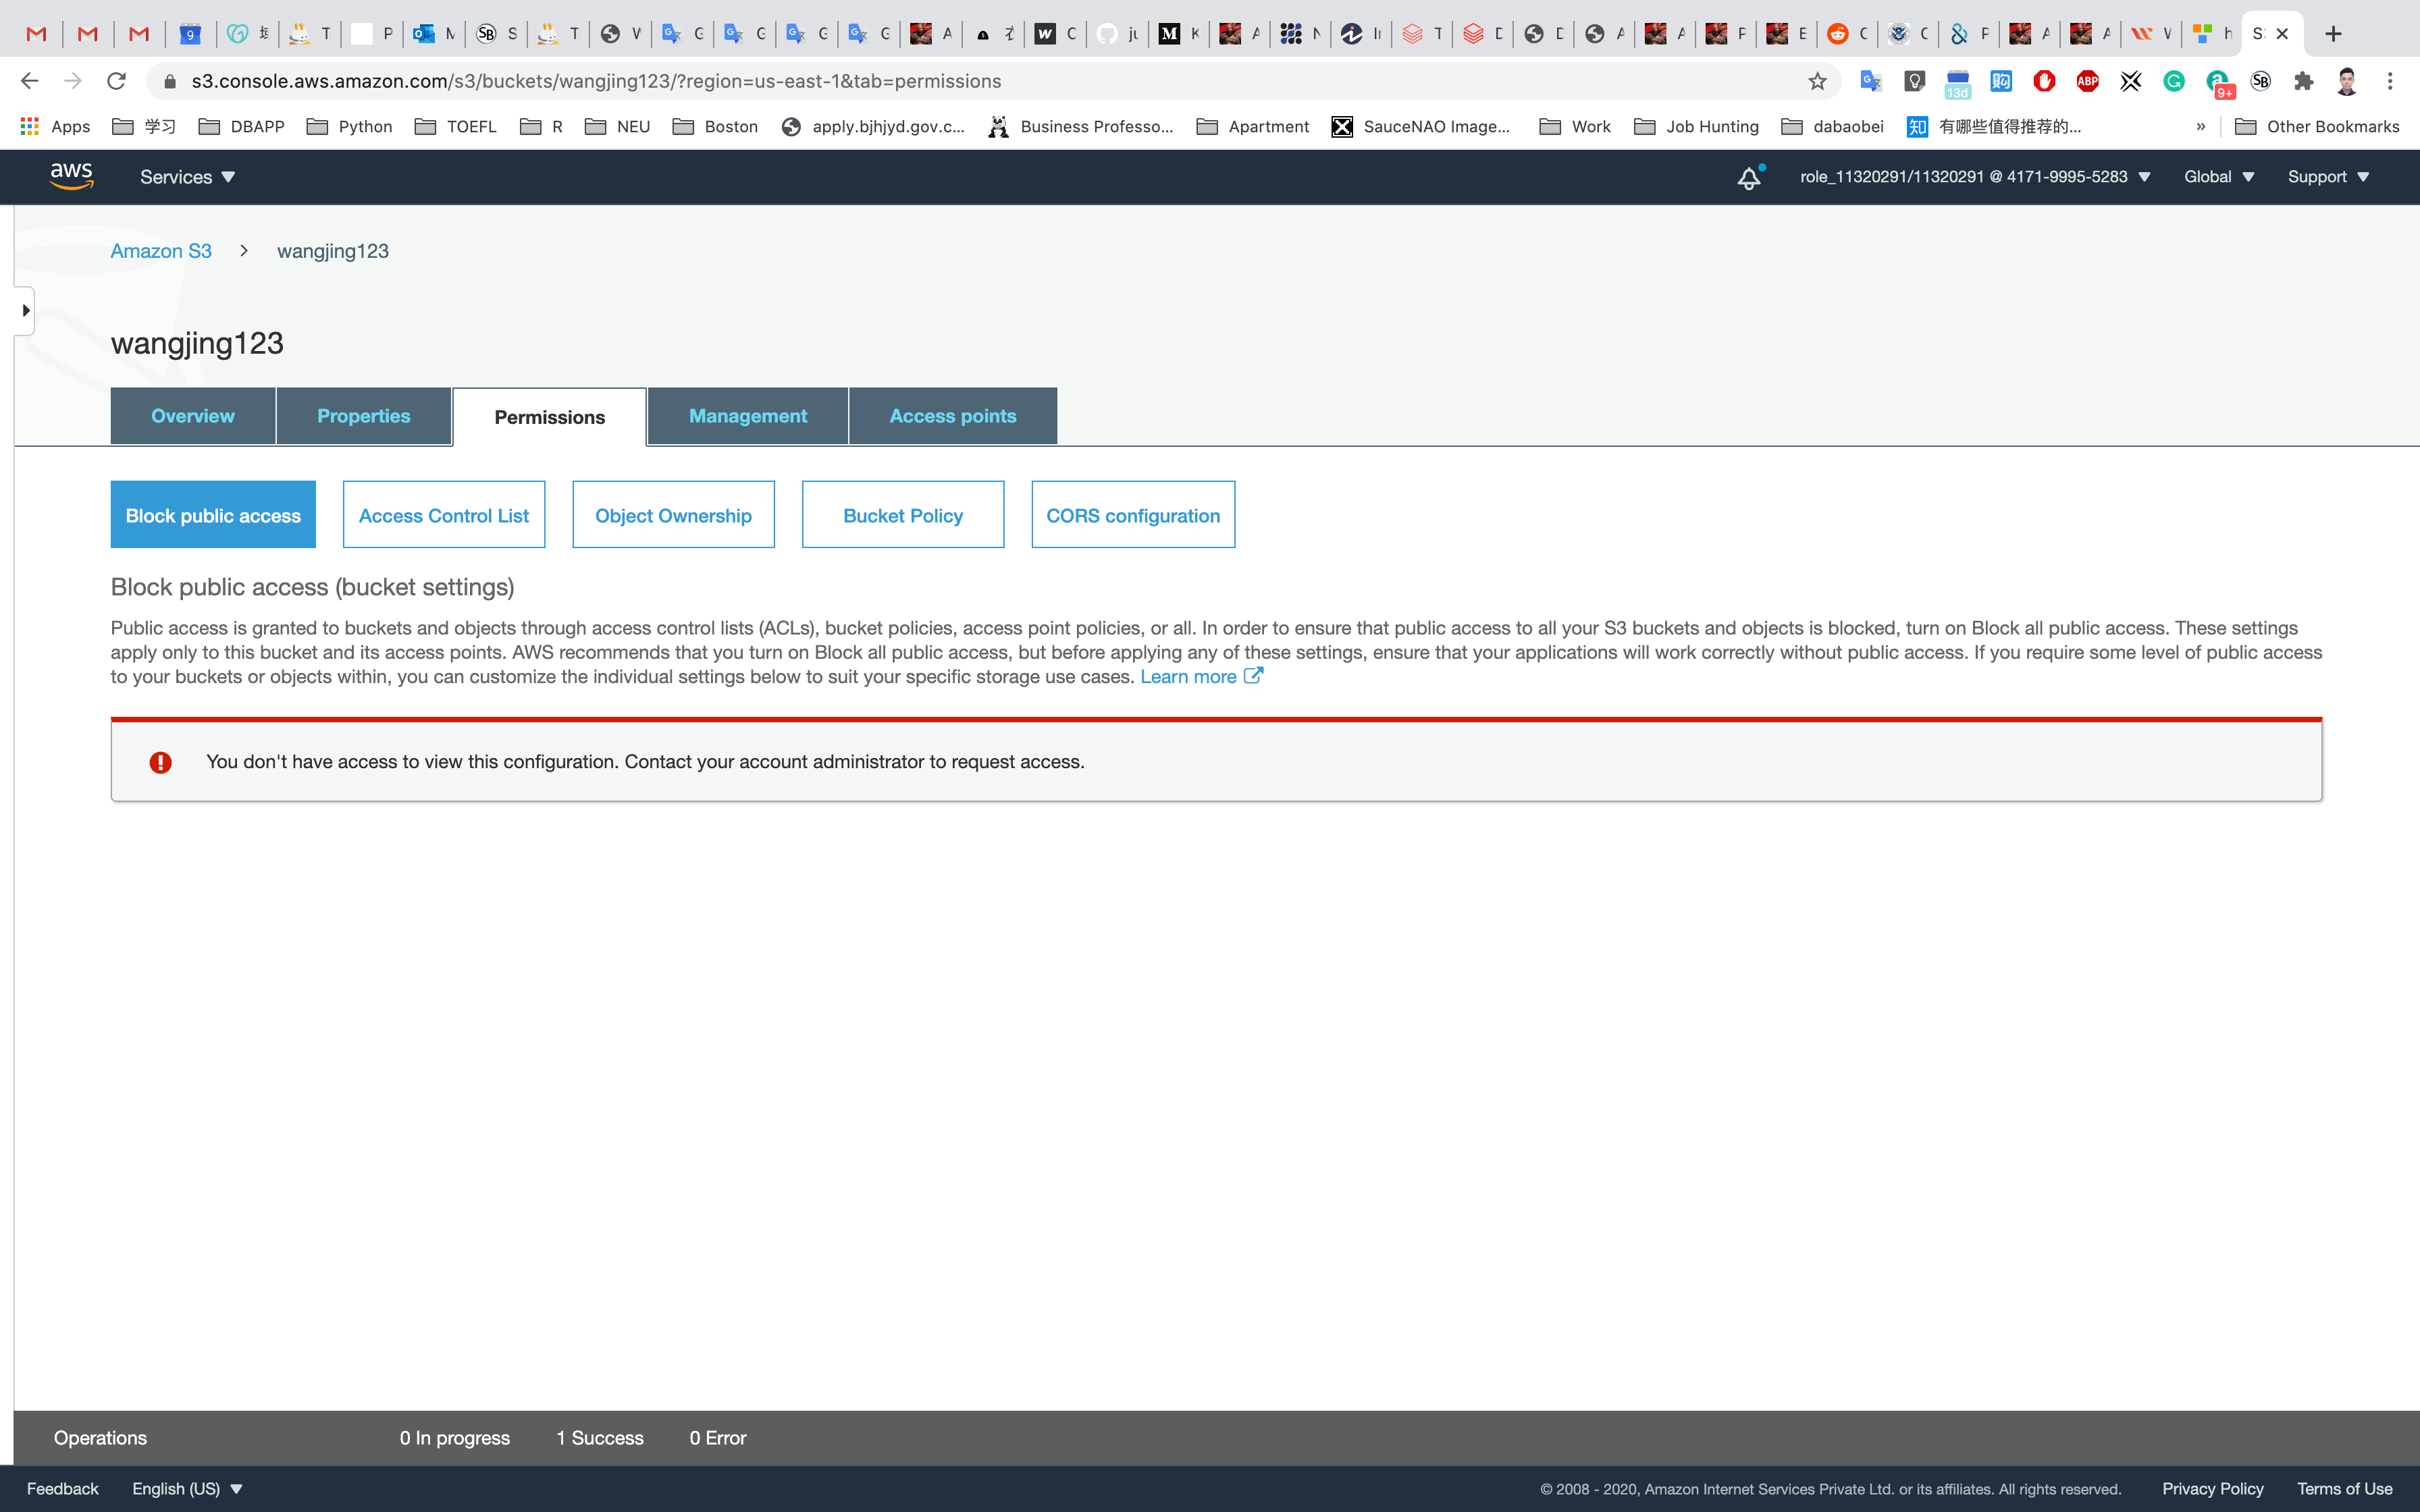 9 T P M SB S T V G G G G A C ju M K A N In T D D A A P E C C P A A V h S
s3.console.aws.amazon.com/s3/buckets/wangjing123/?region=us-east-1&tab=permissions
13d ABP 9+ SB
Apps 学习 DBAPP Python TOEFL R NEU Boston apply.bjhjyd.gov.c... Business Professo... Apartment SauceNAO Image... Work Job Hunting dabaobei 知 有哪些值得推荐的... » Other Bookmarks
aws Services role_11320291/11320291 @ 4171-9995-5283 Global Support
Amazon S3 > wangjing123
wangjing123
Overview Properties Permissions Management Access points
Block public access Access Control List Object Ownership Bucket Policy CORS configuration
Block public access (bucket settings)
Public access is granted to buckets and objects through access control lists (ACLs), bucket policies, access point policies, or all. In order to ensure that public access to all your S3 buckets and objects is blocked, turn on Block all public access. These settings
apply only to this bucket and its access points. AWS recommends that you turn on Block all public access, but before applying any of these settings, ensure that your applications will work correctly without public access. If you require some level of public access
to your buckets or objects within, you can customize the individual settings below to suit your specific storage use cases. Learn more
You don't have access to view this configuration. Contact your account administrator to request access.
Operations 0 In progress 1 Success 0 Error
Feedback English (US) © 2008 - 2020, Amazon Internet Services Private Ltd. or its affiliates. All rights reserved. Privacy Policy Terms of Use